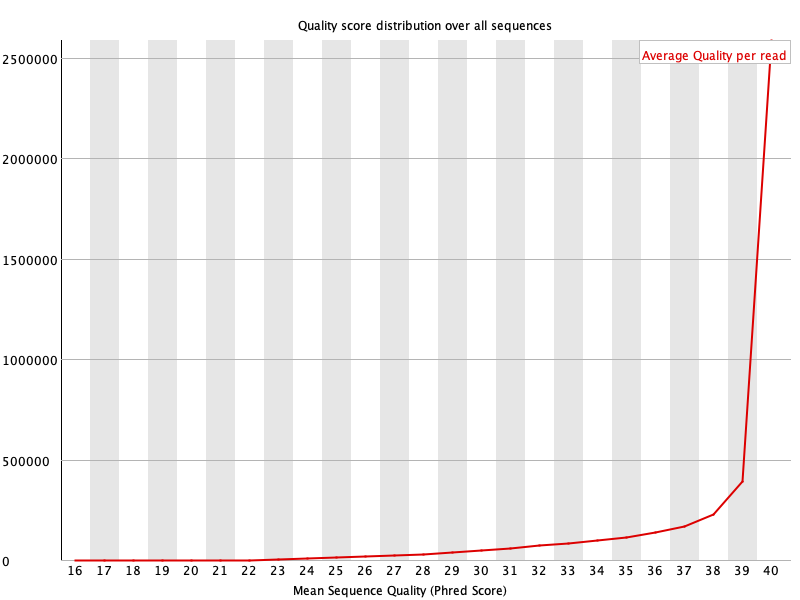 Quality score distribution over all sequences
Average Quality per read
2500000
2000000
1500000
1000000
500000
0
16 17 18 19 20 21 22 23 24 25 26 27 28 29 30 31 32 33 34 35 36 37 38 39 40
Mean Sequence Quality (Phred Score)